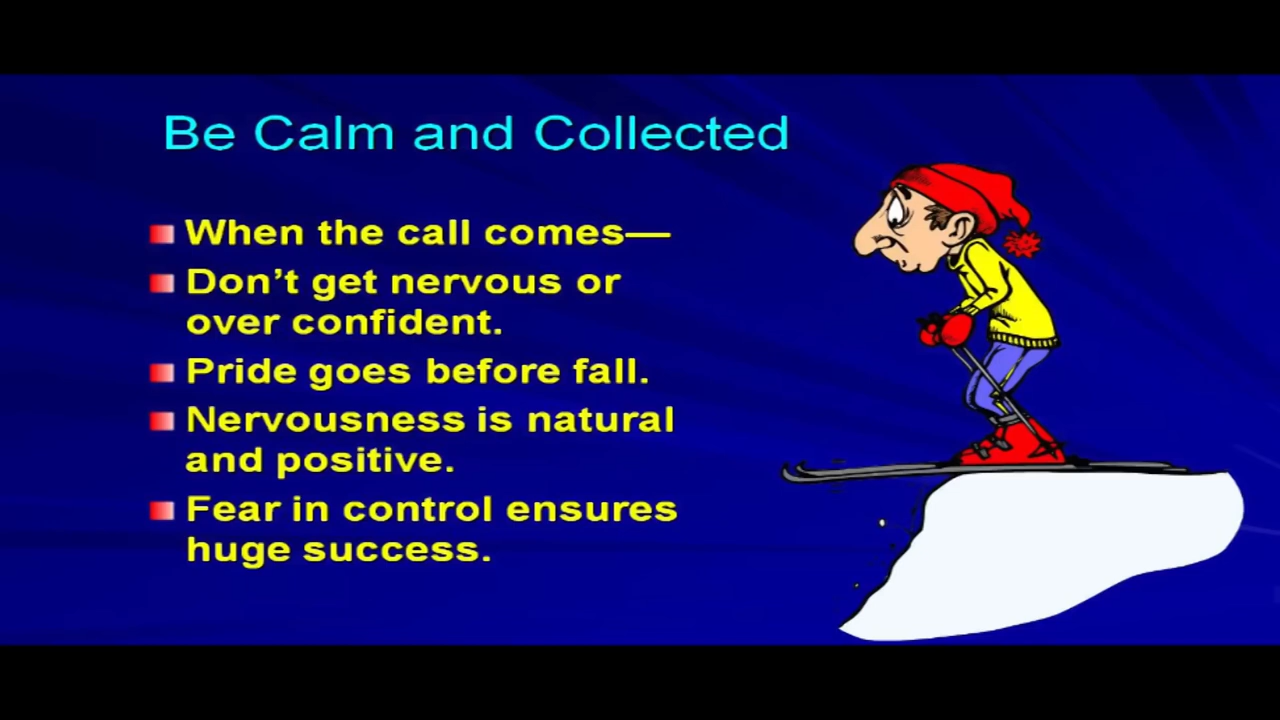 Be Calm and Collected
When the call comes—
Don't get nervous or
over confident.
Pride goes before fall.
Nervousness is natural
and positive.
Fear in control ensures
huge success.